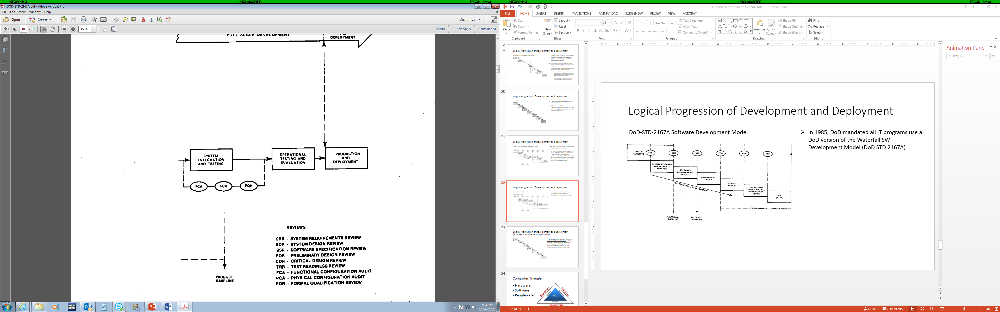 INFOCON: 3
UNCLASSIFIED
FPCON: Bravo
DOD-STD-2167A.pdf - Adobe Acrobat Pro
File Edit View Window Help
Open
Create
Customize
10 / 95
150%
Tools
Fill & Sign
Comment
FULL SCALE DEVELOPMENT
DEPLOYMENT
SYSTEM
INTEGRATION
AND TESTING
OPERATIONAL
TESTING AND
EVALUATION
PRODUCTION
AND
DEPLOYMENT
FCA
PCA
FQR
REVIEWS
SRR - SYSTEM REQUIREMENTS REVIEW
SDR - SYSTEM DESIGN REVIEW
SSR - SOFTWARE SPECIFICATION REVIEW
PDR - PRELIMINARY DESIGN REVIEW
CDR - CRITICAL DESIGN REVIEW
TRR - TEST READINESS REVIEW
FCA - FUNCTIONAL CONFIGURATION AUDIT
PCA - PHYSICAL CONFIGURATION AUDIT
FQR - FORMAL QUALIFICATION REVIEW
PRODUCT
BASELINE
HELP
DESK
3:34 PM
10/26/2016
INFOCON: 3
UNCLASSIFIED
FPCON: Bravo
Automated Information Systems (AIS) 101 - PowerPoint
FILE HOME INSERT DESIGN TRANSITIONS ANIMATIONS SLIDE SHOW REVIEW VIEW ACROBAT
Paste
Cut
Copy
Format Painter
Clipboard
New
Slide
Layout
Reset
Section
Slides
18
Font
Text Direction
Align Text
Convert to SmartArt
Paragraph
Arrange
Quick
Styles
Shape Fill
Shape Outline
Shape Effects
Drawing
Find
Replace
Select
Editing
19
Logical Progression of Development and Deployment
20
Logical Progression of Development and Deployment
21
Logical Progression of Development and Deployment
22
Logical Progression of Development and Deployment
23
Logical Progression of Development and Deployment
(aka Waterfall Software Development Model)
24
Computer Triangle
• Hardware
• Software
• Peopleware
Hardware
Software
Data
Peopleware
Logical Progression of Development and Deployment
DoD-STD-2167A Software Development Model
➢ In 1985, DoD mandated all IT programs use a
DoD version of the Waterfall SW
Development Model (DoD STD 2167A)
SYSTEM
CONCEPTS
SRR
SDR
SSR
PDR
CDR
TRR
SYSTEM/SOFTWARE
REQUIREMENTS
ANALYSIS
SOFTWARE
REQUIREMENTS
ANALYSIS
PRELIMINARY
DESIGN
DETAILED
DESIGN
CODING, UNIT
TESTING AND CSC
INTEGRATION
TESTING
CSCI
TESTING
SOFTWARE (CSCI) DEVELOPMENT
DEVELOPMENTAL CONFIGURATION
FUNCTIONAL
BASELINE
ALLOCATED
BASELINE
Animation Pane
Play All
SLIDE 22 OF 26
NOTES
COMMENTS
100%